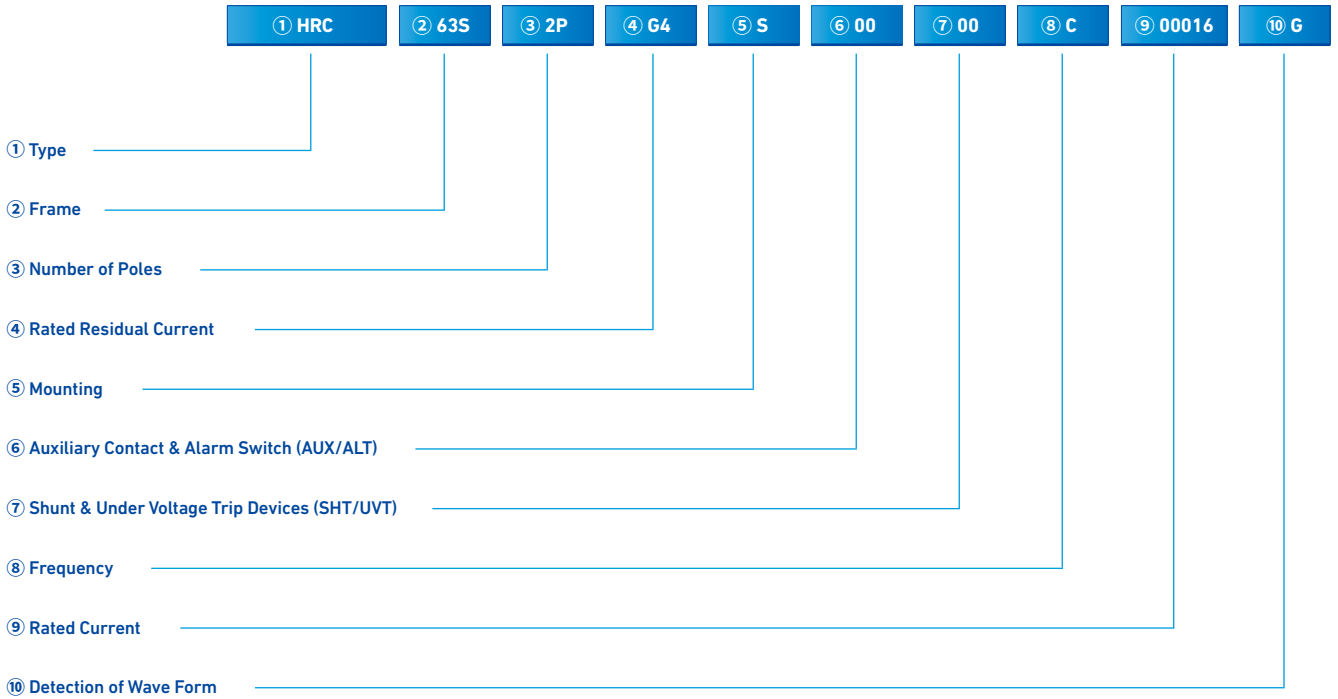 ① HRC ② 63S ③ 2P ④ G4 ⑤ S ⑥ 00 ⑦ 00 ⑧ C ⑨ 00016 ⑩ G
① Type
② Frame
③ Number of Poles
④ Rated Residual Current
⑤ Mounting
⑥ Auxiliary Contact & Alarm Switch (AUX/ALT)
⑦ Shunt & Under Voltage Trip Devices (SHT/UVT)
⑧ Frequency
⑨ Rated Current
⑩ Detection of Wave Form